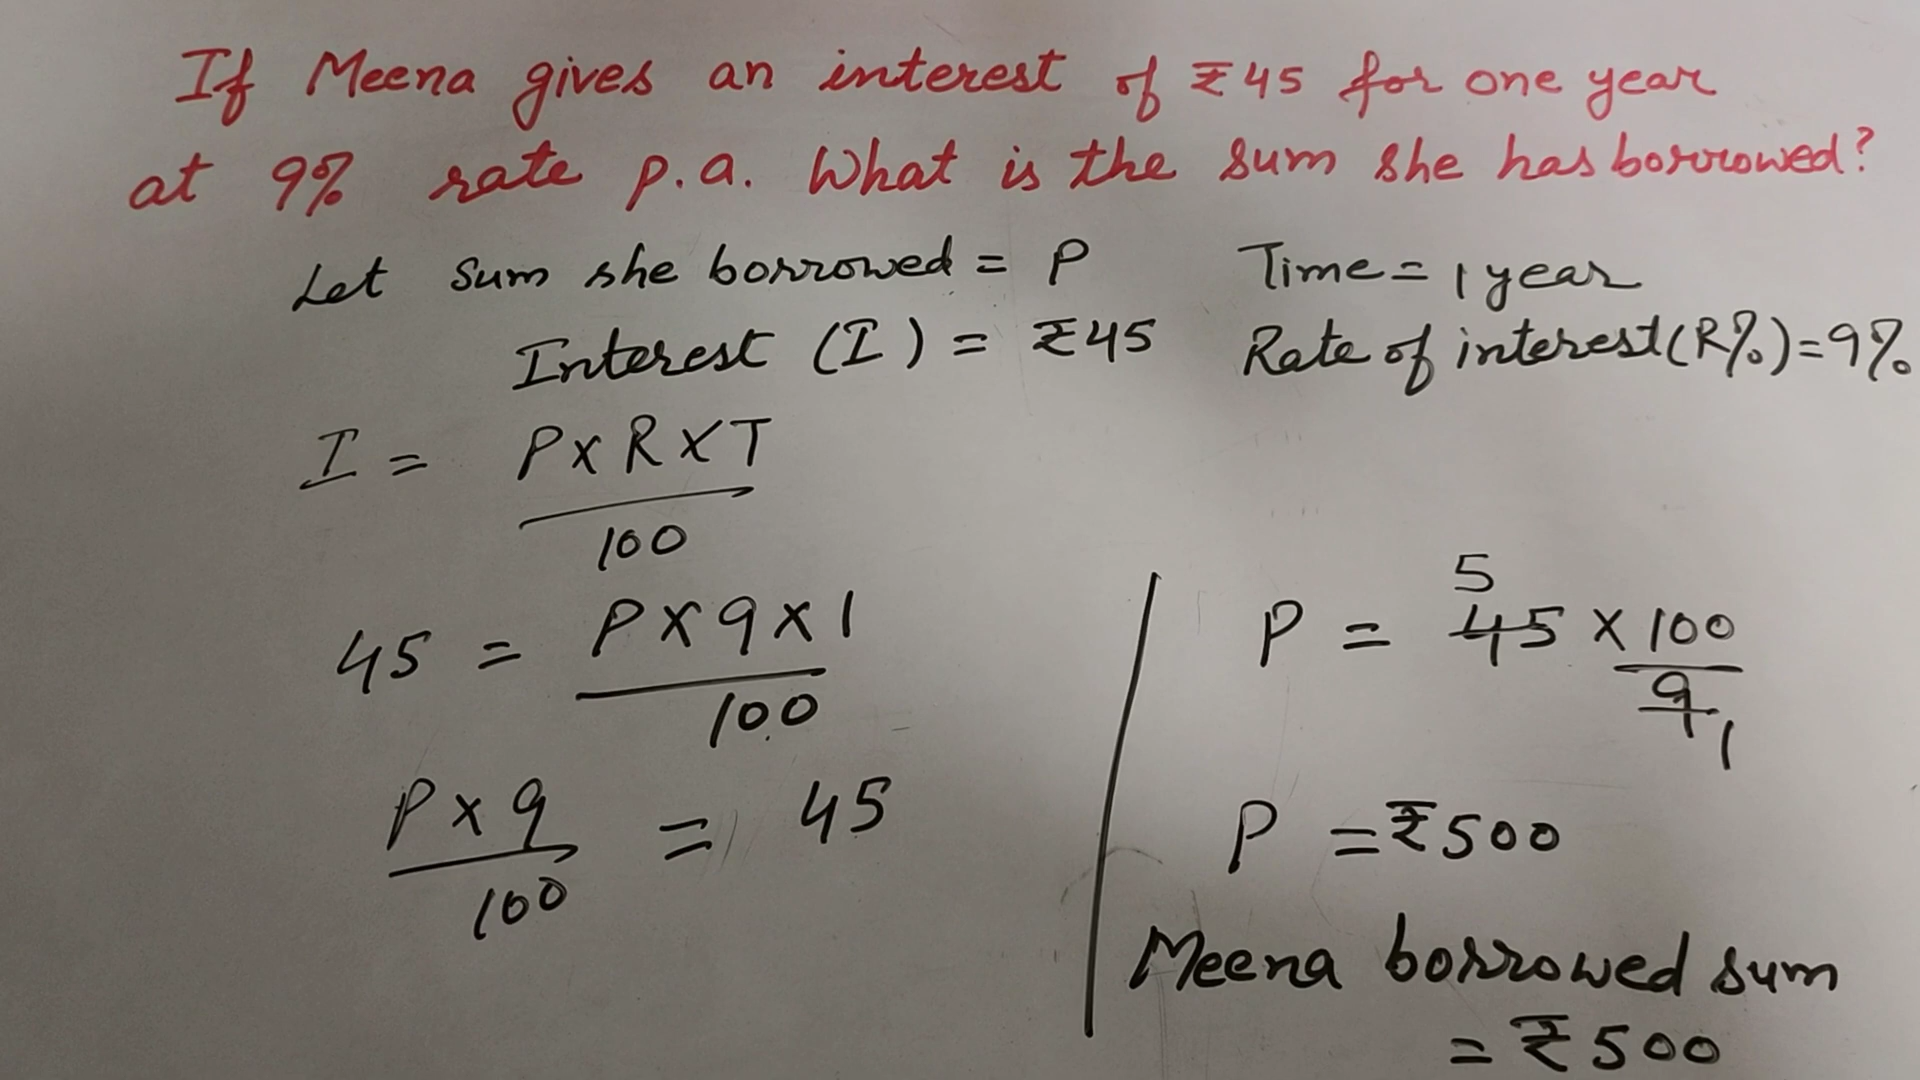 If Meena gives an interest of ₹45 for one year
at 9% rate p.a. What is the sum she has borrowed?
Let sum she borrowed = P
Time = 1 year
Interest (I) = ₹45
Rate of interest (R%) = 9%
I = P×R×T
100
45 = P×9×1
100
P×9 = 45
100
5
P = 45 × 100
9
1
P = ₹500
Meena borrowed sum
= ₹500